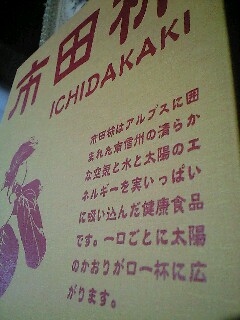 市田柿
ICHIDAKAKI
市田柿はアルプスに囲
まれた南信州の清らか
な空気と水と太陽のエ
ネルギーを実いっぱい
に吸い込んだ健康食品
です。一口ごとに太陽
のかおりが口一杯に広
がります。